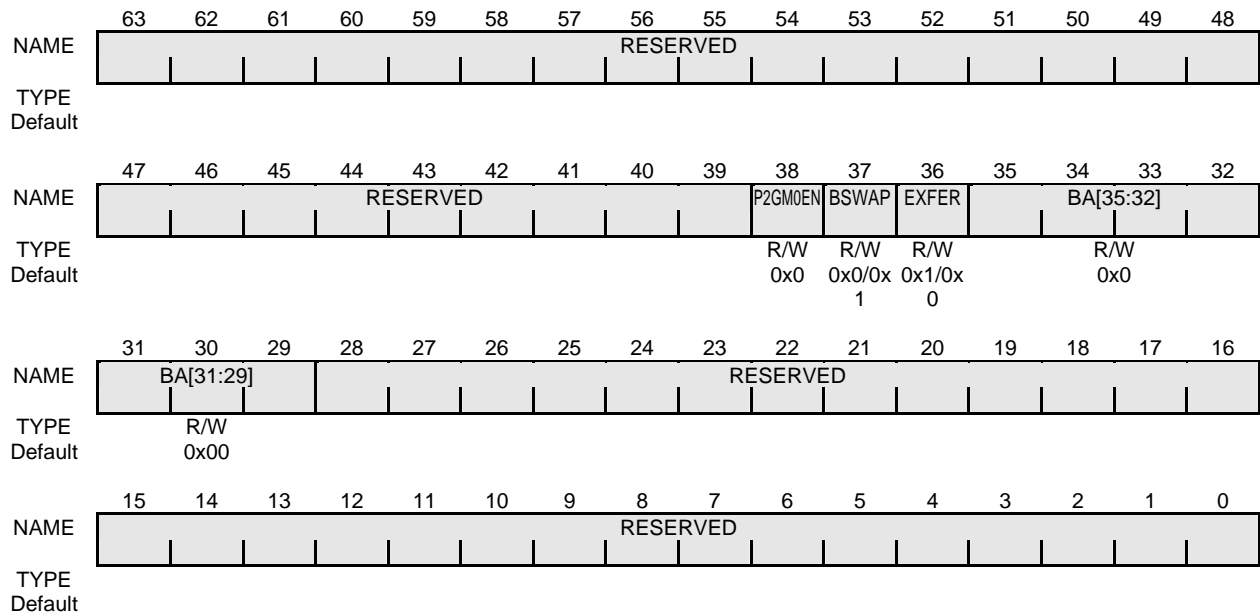 63 62 61 60 59 58 57 56 55 54 53 52 51 50 49 48
NAME RESERVED
TYPE
Default
47 46 45 44 43 42 41 40 39 38 37 36 35 34 33 32
NAME RESERVED P2GM0EN BSWAP EXFER BA[35:32]
TYPE R/W R/W R/W R/W
Default 0x0 0x0/0x 0x1/0x 0x0
1 0
31 30 29 28 27 26 25 24 23 22 21 20 19 18 17 16
NAME BA[31:29] RESERVED
TYPE R/W
Default 0x00
15 14 13 12 11 10 9 8 7 6 5 4 3 2 1 0
NAME RESERVED
TYPE
Default